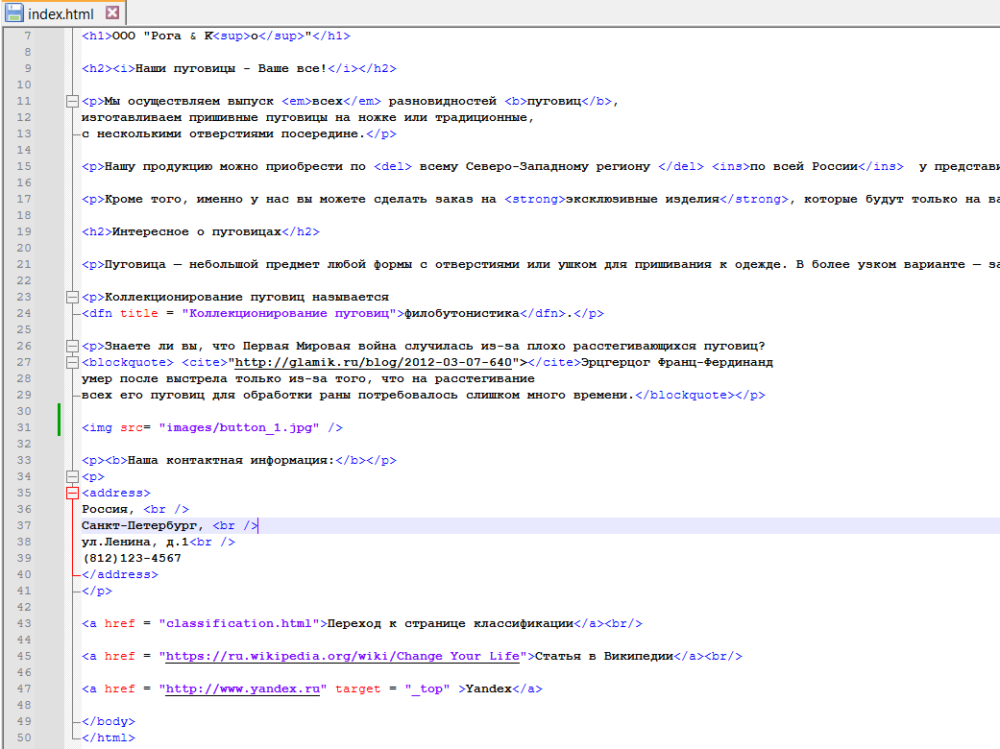 index.html
7 <h1>ООО "Рога & К<sup>о</sup>"</h1>
8
9 <h2><i>Наши пуговицы - Ваше все!</i></h2>
10
11 <p>Мы осуществляем выпуск <em>всех</em> разновидностей <b>пуговиц</b>,
12 изготавливаем пришивные пуговицы на ножке или традиционные,
13 с несколькими отверстиями посередине.</p>
14
15 <p>Нашу продукцию можно приобрести по <del> всему Северо-Западному региону </del> <ins>по всей России</ins>  у представи
16
17 <p>Кроме того, именно у нас вы можете сделать заказ на <strong>эксклюзивные изделия</strong>, которые будут только на ва
18
19 <h2>Интересное о пуговицах</h2>
20
21 <p>Пуговица — небольшой предмет любой формы с отверстиями или ушком для пришивания к одежде. В более узком варианте — за
22
23 <p>Коллекционирование пуговиц называется
24 <dfn title = "Коллекционирование пуговиц">филобутонистика</dfn>.</p>
25
26 <p>Знаете ли вы, что Первая Мировая война случилась из-за плохо расстегивающихся пуговиц?
27 <blockquote> <cite>"http://glamik.ru/blog/2012-03-07-640"></cite>Эрцгерцог Франц-Фердинанд
28 умер после выстрела только из-за того, что на расстегивание
29 всех его пуговиц для обработки раны потребовалось слишком много времени.</blockquote></p>
30
31 <img src= "images/button_1.jpg" />
32
33 <p><b>Наша контактная информация:</b></p>
34 <p>
35 <address>
36 Россия, <br />
37 Санкт-Петербург, <br />
38 ул.Ленина, д.1<br />
39 (812)123-4567
40 </address>
41 </p>
42
43 <a href = "classification.html">Переход к странице классификации</a><br/>
44
45 <a href = "https://ru.wikipedia.org/wiki/Change_Your_Life">Статья в Википедии</a><br/>
46
47 <a href = "http://www.yandex.ru" target = "_top" >Yandex</a>
48
49 </body>
50 </html>